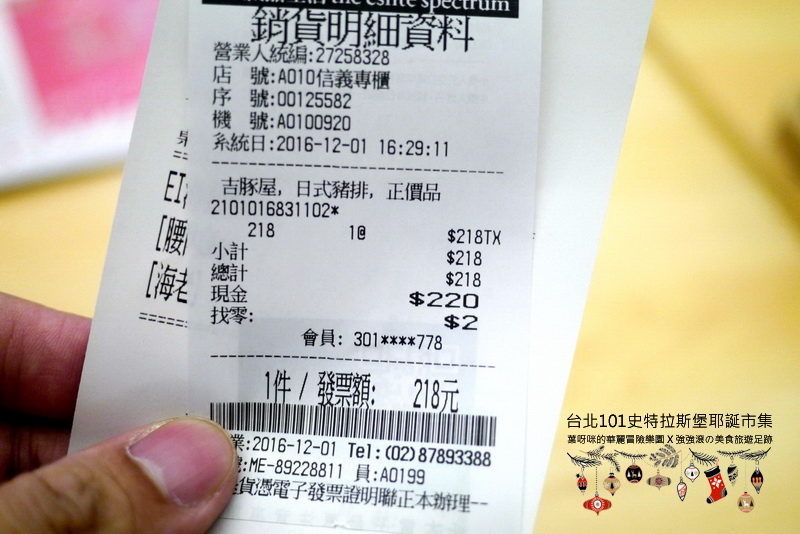 the eslite spectrum
銷貨明細資料
營業人統編:27258328
店 號:A010信義專櫃
序 號:00125582
機 號:A0100920
系統日:2016-12-01 16:29:11
吉豚屋, 日式豬排, 正價品
2101016831102*
218 1@ $218TX
小計 $218
總計 $218
現金 $220
找零: $2
會員: 301****778
1件 / 發票額: 218元
業:2016-12-01 Tel:(02)87893388
號:ME-89228811 員:A0199
貨憑電子發票證明聯正本辦理--
[腰
[海老
台北101史特拉斯堡耶誕市集
葉呀咪的華麗冒險樂園 X 強強滾の美食旅遊足跡